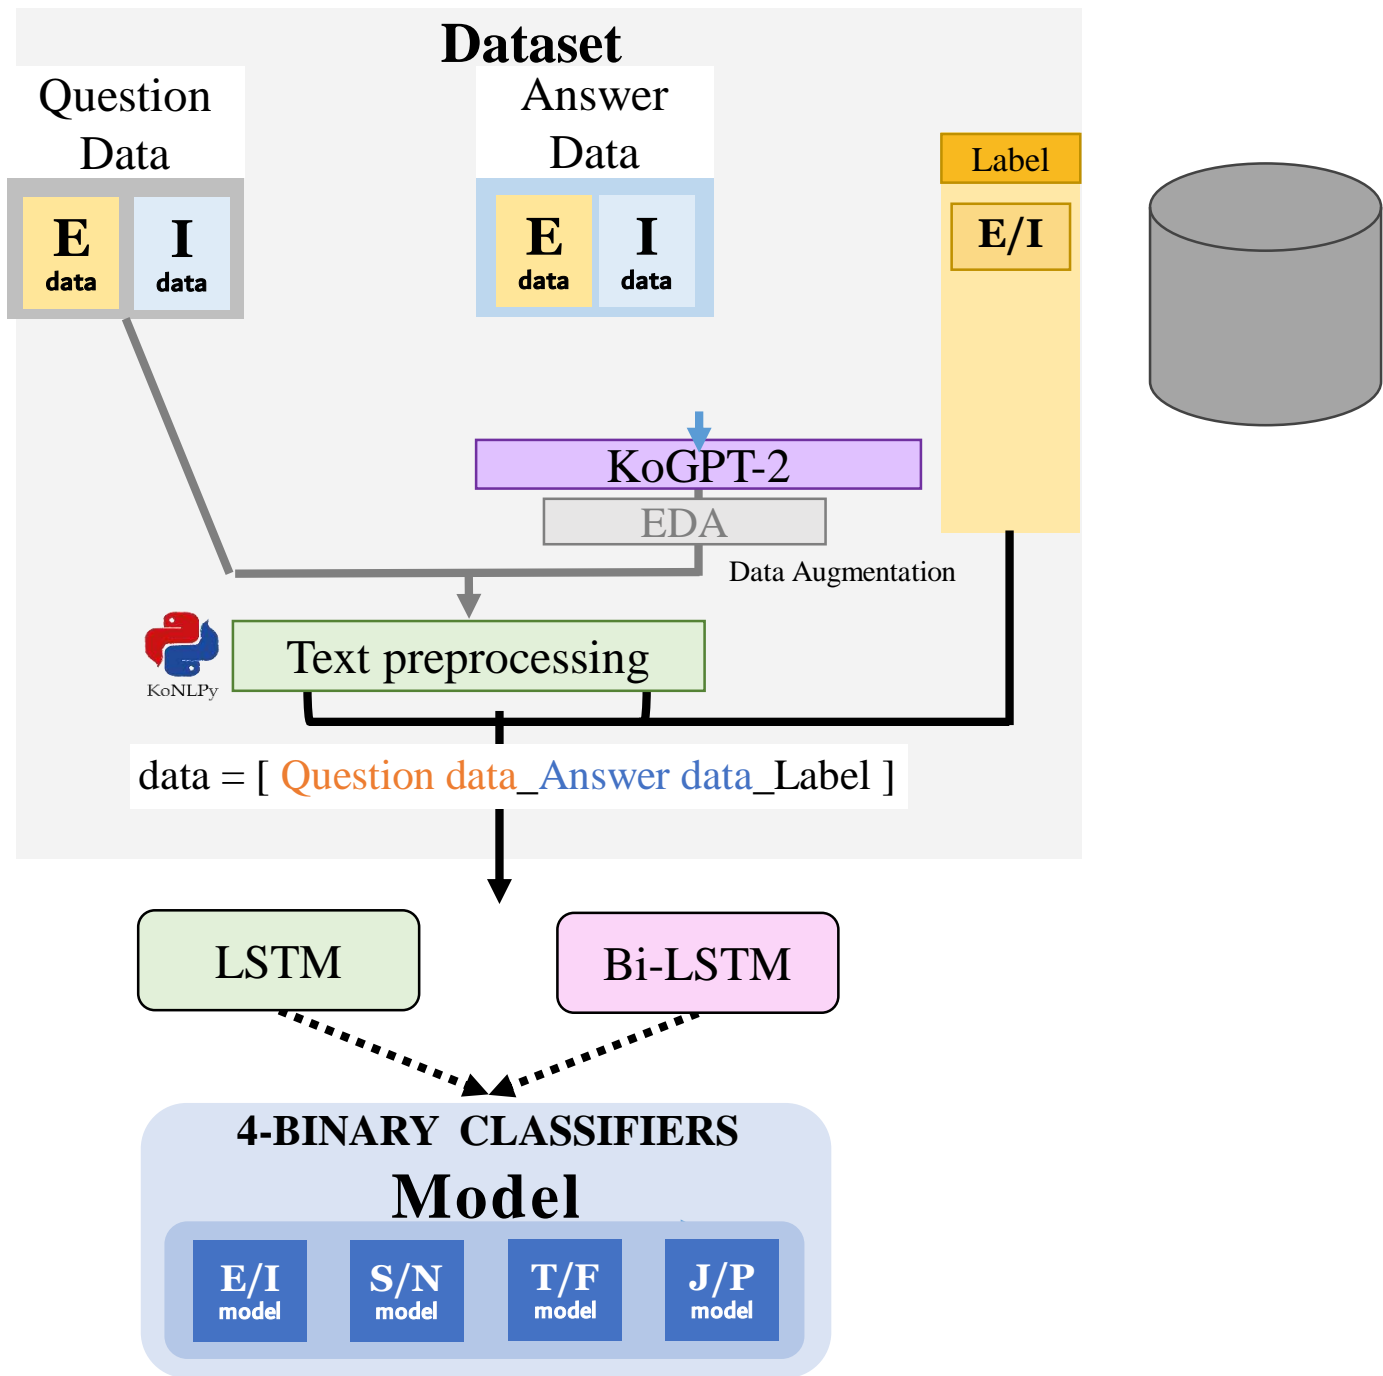 Dataset
Question
Data
E
data
I
data
Answer
Data
E
data
I
data
Label
E/I
KoGPT-2
EDA
Data Augmentation
KoNLPy
Text preprocessing
data = [ Question data_Answer data_Label ]
LSTM
Bi-LSTM
4-BINARY CLASSIFIERS
Model
E/I
model
S/N
model
T/F
model
J/P
model